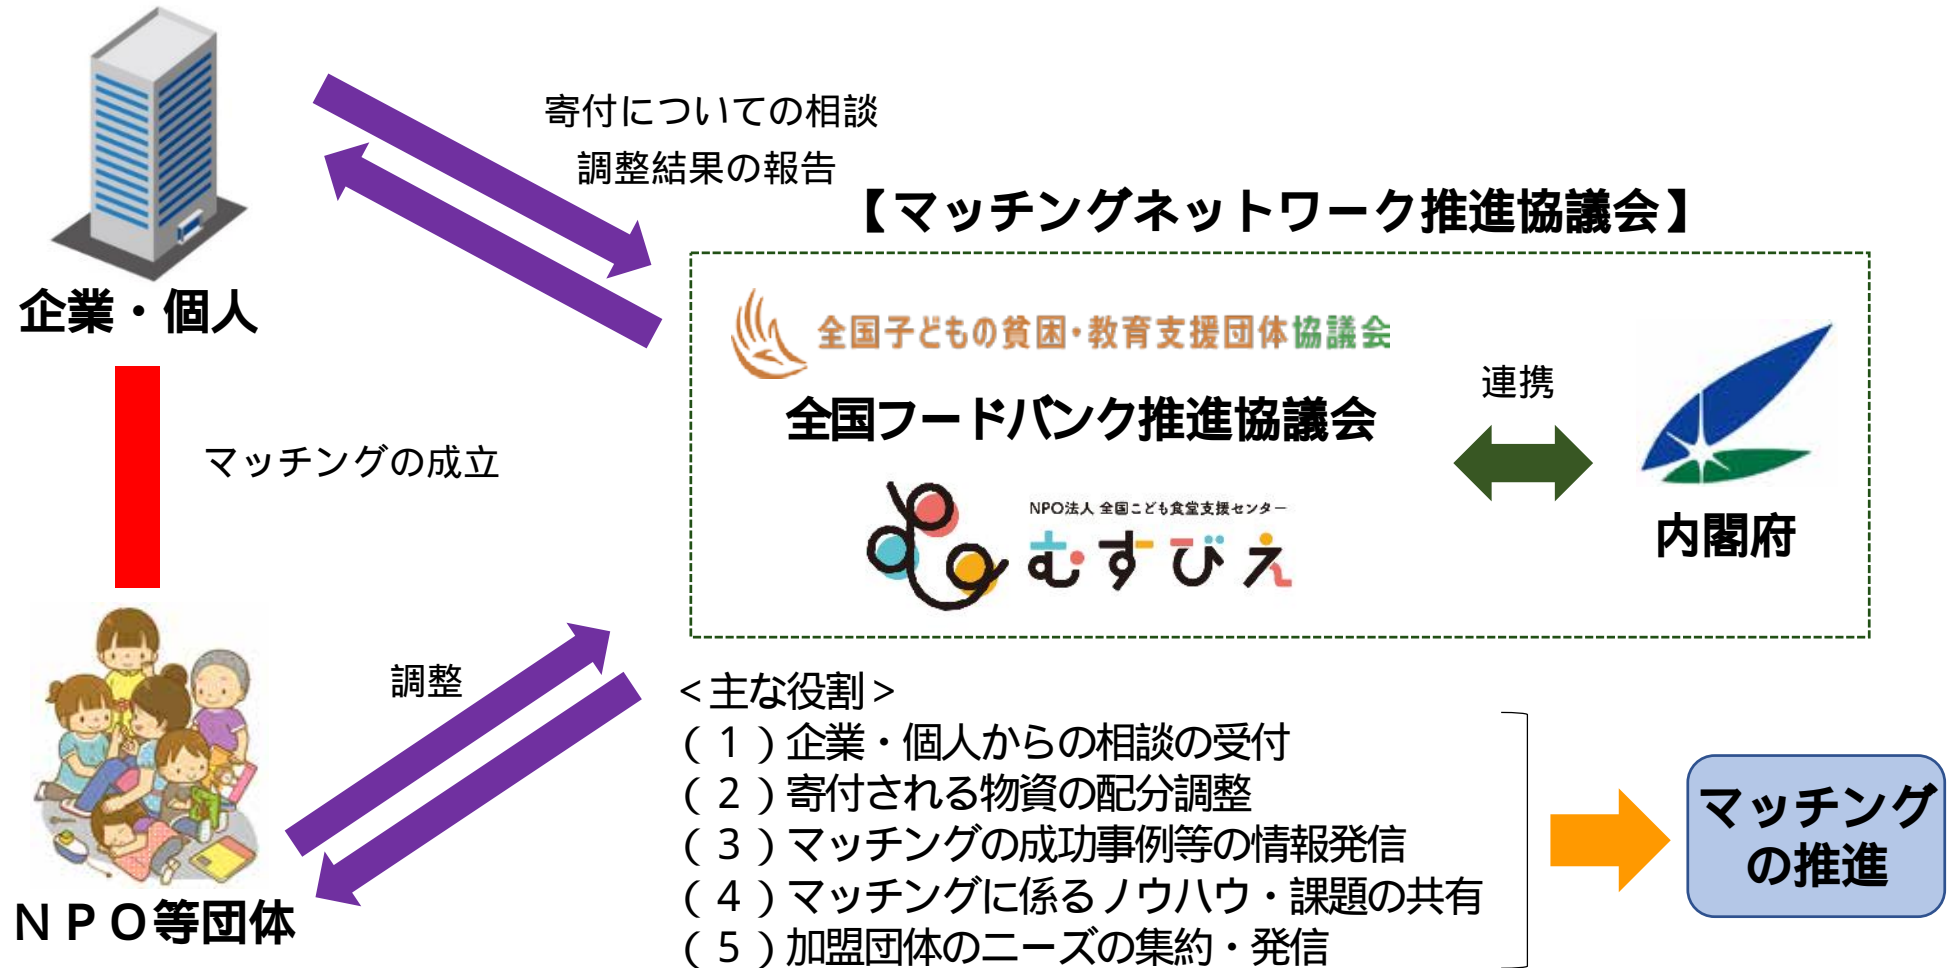 寄付についての相談
調整結果の報告
【マッチングネットワーク推進協議会】
企業・個人
全国子どもの貧困・教育支援団体協議会
全国フードバンク推進協議会
連携
NPO法人 全国こども食堂支援センター
むすびえ
内閣府
マッチングの成立
調整
ＮＰＯ等団体
<主な役割>
(1)企業・個人からの相談の受付
(2)寄付される物資の配分調整
(3)マッチングの成功事例等の情報発信
(4)マッチングに係るノウハウ・課題の共有
(5)加盟団体のニーズの集約・発信
マッチング
の推進